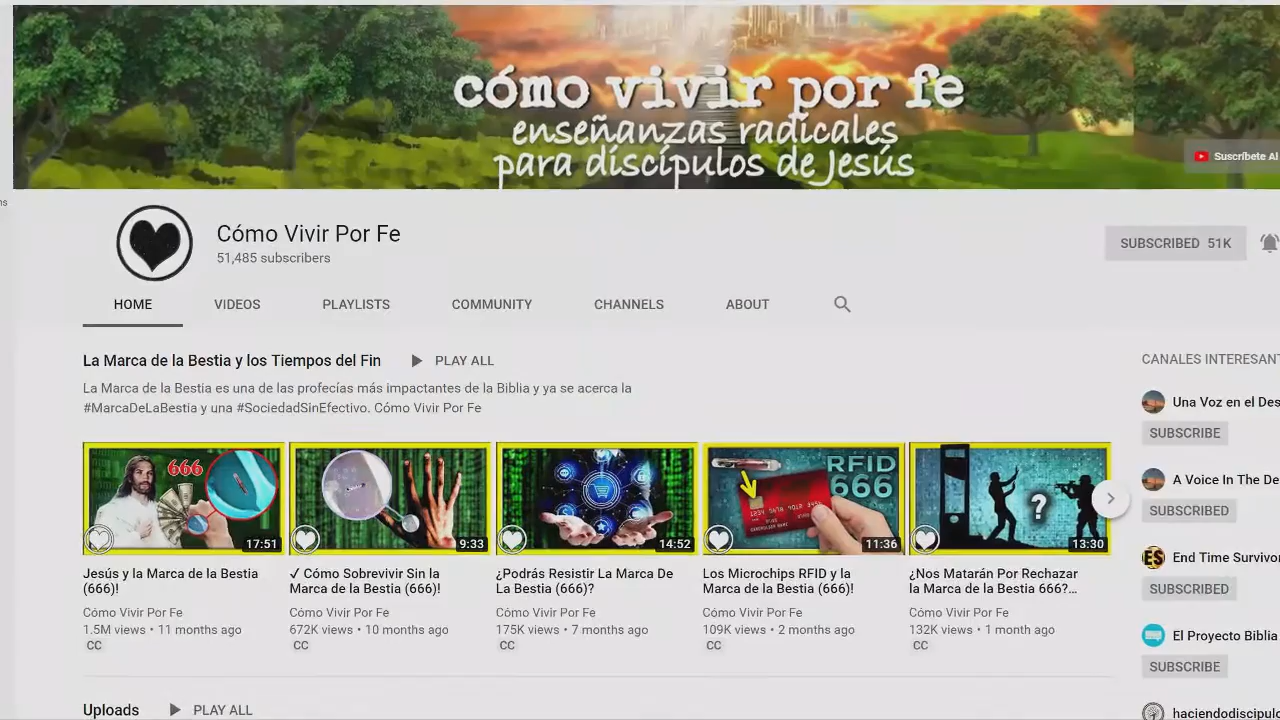 cómo vivir por fe
enseñanzas radicales
para discípulos de Jesús
Suscríbete Al
Cómo Vivir Por Fe
51,485 subscribers
SUBSCRIBED 51K
HOME VIDEOS PLAYLISTS COMMUNITY CHANNELS ABOUT
La Marca de la Bestia y los Tiempos del Fin PLAY ALL
La Marca de la Bestia es una de las profecías más impactantes de la Biblia y ya se acerca la
#MarcaDeLaBestia y una #SociedadSinEfectivo. Cómo Vivir Por Fe
666
17:51
Jesús y la Marca de la Bestia
(666)!
Cómo Vivir Por Fe
1.5M views • 11 months ago
CC
9:33
✓ Cómo Sobrevivir Sin la
Marca de la Bestia (666)!
Cómo Vivir Por Fe
672K views • 10 months ago
CC
14:52
¿Podrás Resistir La Marca De
La Bestia (666)?
Cómo Vivir Por Fe
175K views • 7 months ago
CC
RFID
666
11:36
Los Microchips RFID y la
Marca de la Bestia (666)!
Cómo Vivir Por Fe
109K views • 2 months ago
CC
?
13:30
¿Nos Matarán Por Rechazar
la Marca de la Bestia 666?...
Cómo Vivir Por Fe
132K views • 1 month ago
CC
CANALES INTERESANT
Una Voz en el Des
SUBSCRIBE
A Voice In The De
SUBSCRIBED
ES
End Time Survivor
SUBSCRIBED
El Proyecto Biblia
SUBSCRIBE
haciendodiscipulo
Uploads PLAY ALL